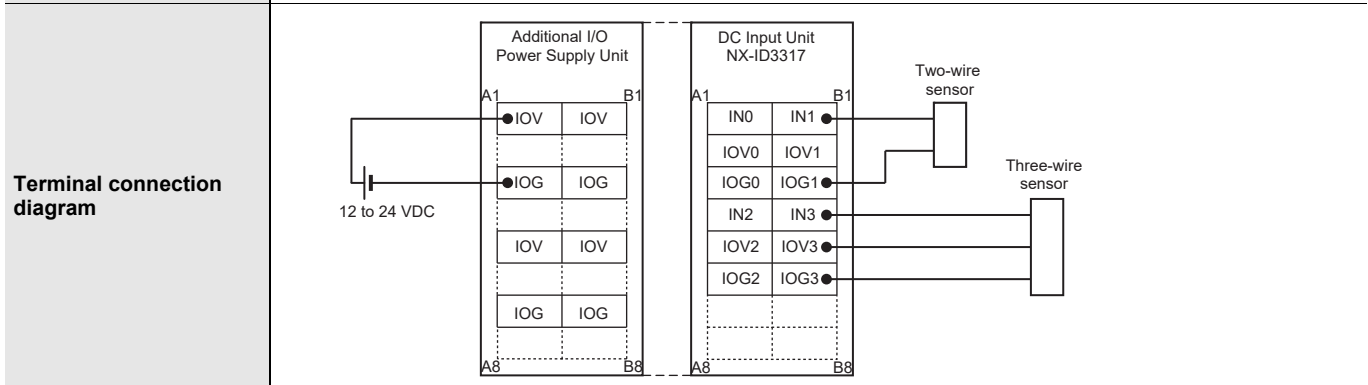 Terminal connection
diagram
Additional I/O
Power Supply Unit
A1
B1
IOV
IOV
IOG
IOG
IOV
IOV
IOG
IOG
A8
B8
12 to 24 VDC
DC Input Unit
NX-ID3317
A1
B1
IN0
IN1
IOV0
IOV1
IOG0
IOG1
IN2
IN3
IOV2
IOV3
IOG2
IOG3
A8
B8
Two-wire
sensor
Three-wire
sensor